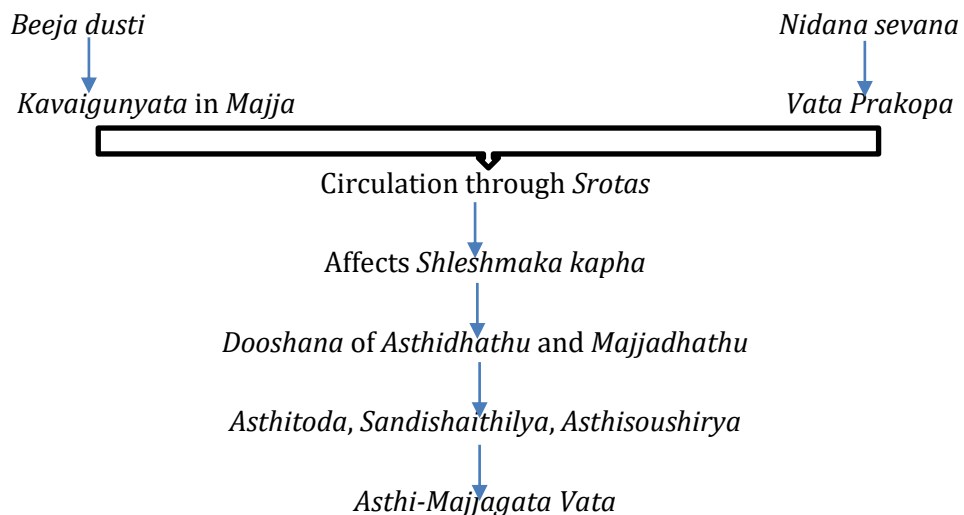 Beeja dusti Nidana sevana
Kavaigunyata in Majja Vata Prakopa
Circulation through Srotas
Affects Shleshmaka kapha
Dooshana of Asthidhathu and Majjadhathu
Asthitoda, Sandishaithilya, Asthisoushirya
Asthi-Majjagata Vata